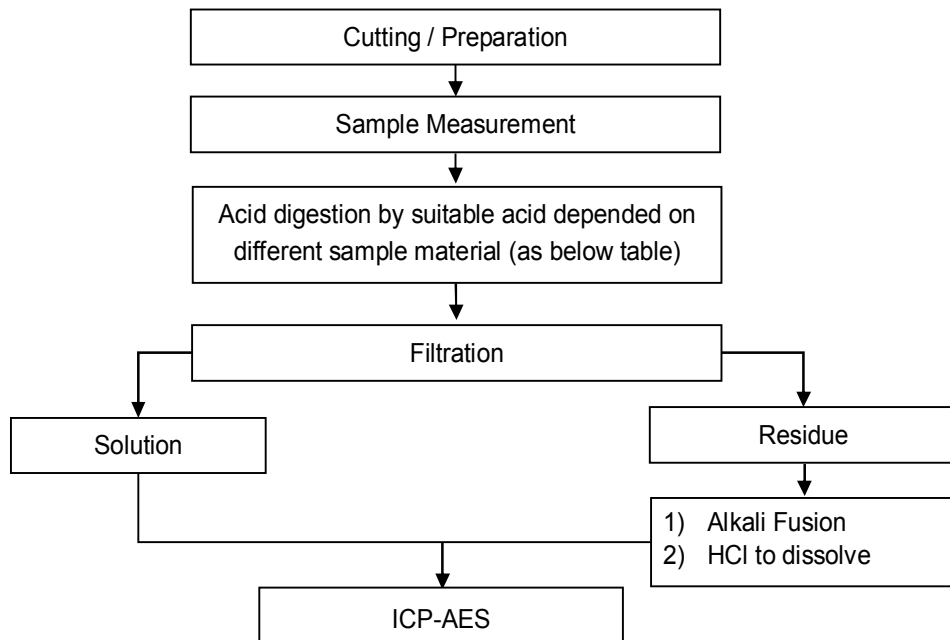 Cutting / Preparation
Sample Measurement
Acid digestion by suitable acid depended on
different sample material (as below table)
Filtration
Solution
Residue
1) Alkali Fusion
2) HCl to dissolve
ICP-AES